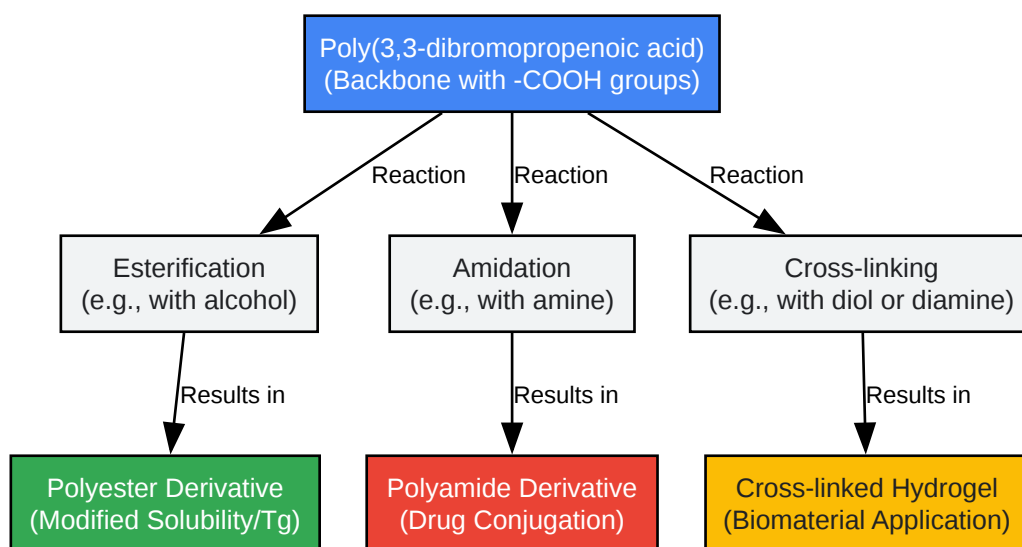 Poly(3,3-dibromopropenoic acid)
(Backbone with -COOH groups)
Reaction
Reaction
Reaction
Esterification
(e.g., with alcohol)
Amidation
(e.g., with amine)
Cross-linking
(e.g., with diol or diamine)
Results in
Results in
Results in
Polyester Derivative
(Modified Solubility/Tg)
Polyamide Derivative
(Drug Conjugation)
Cross-linked Hydrogel
(Biomaterial Application)